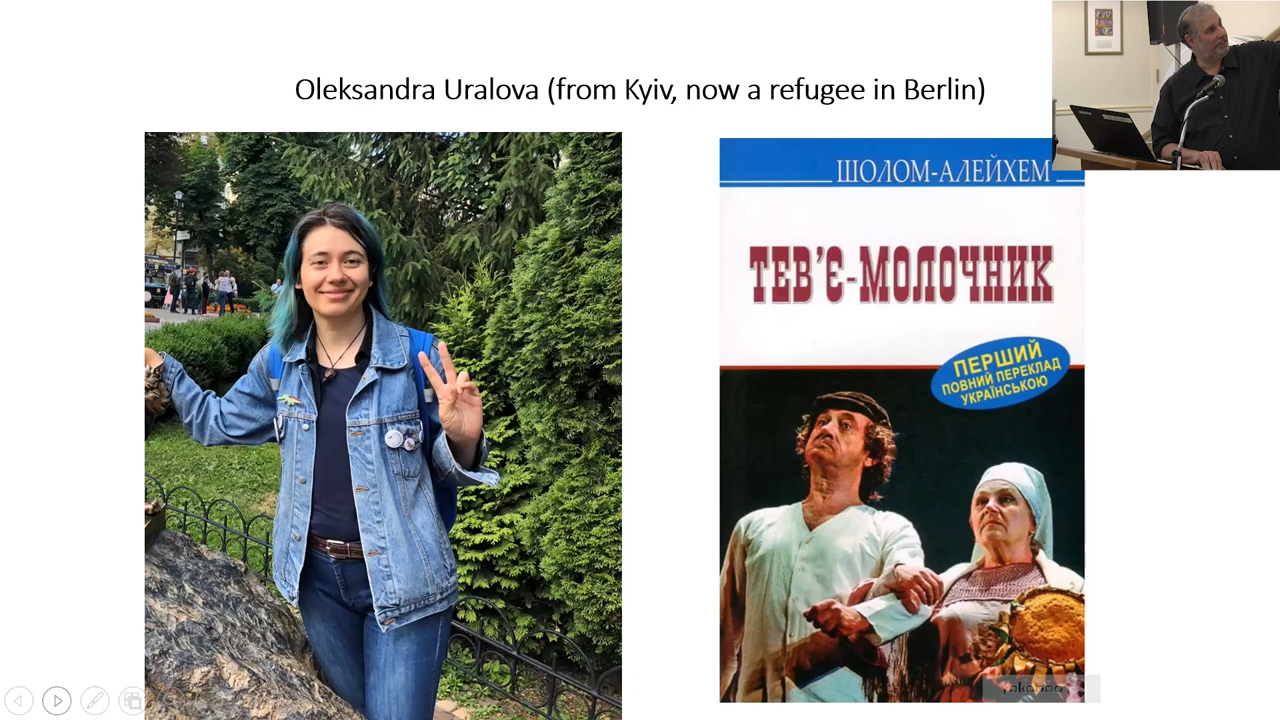 Oleksandra Uralova (from Kyiv, now a refugee in Berlin)
ШОЛОМ-АЛЕЙХЕМ
ТЕВ'Є-МОЛОЧНИК
ПЕРШИЙ
ПОВНИЙ ПЕРЕКЛАД
УКРАЇНСЬКОЮ